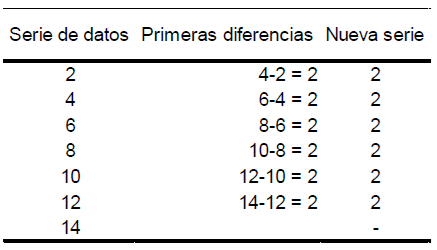 Serie de datos Primeras diferencias Nueva serie
2 4-2 = 2 2
4 6-4 = 2 2
6 8-6 = 2 2
8 10-8 = 2 2
10 12-10 = 2 2
12 14-12 = 2 2
14 -